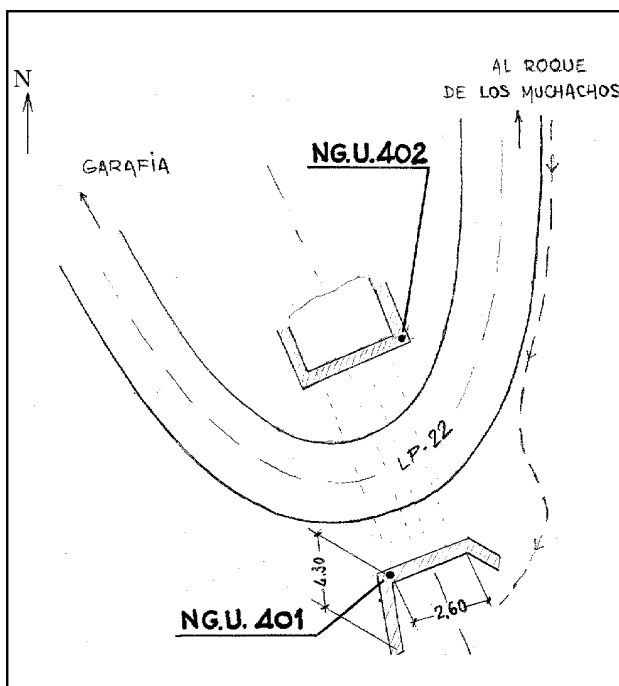 N
AL ROQUE
DE LOS MUCHACHOS
GARAFÍA
NG.U.402
LP-22
4.30
2,60
NG.U.401